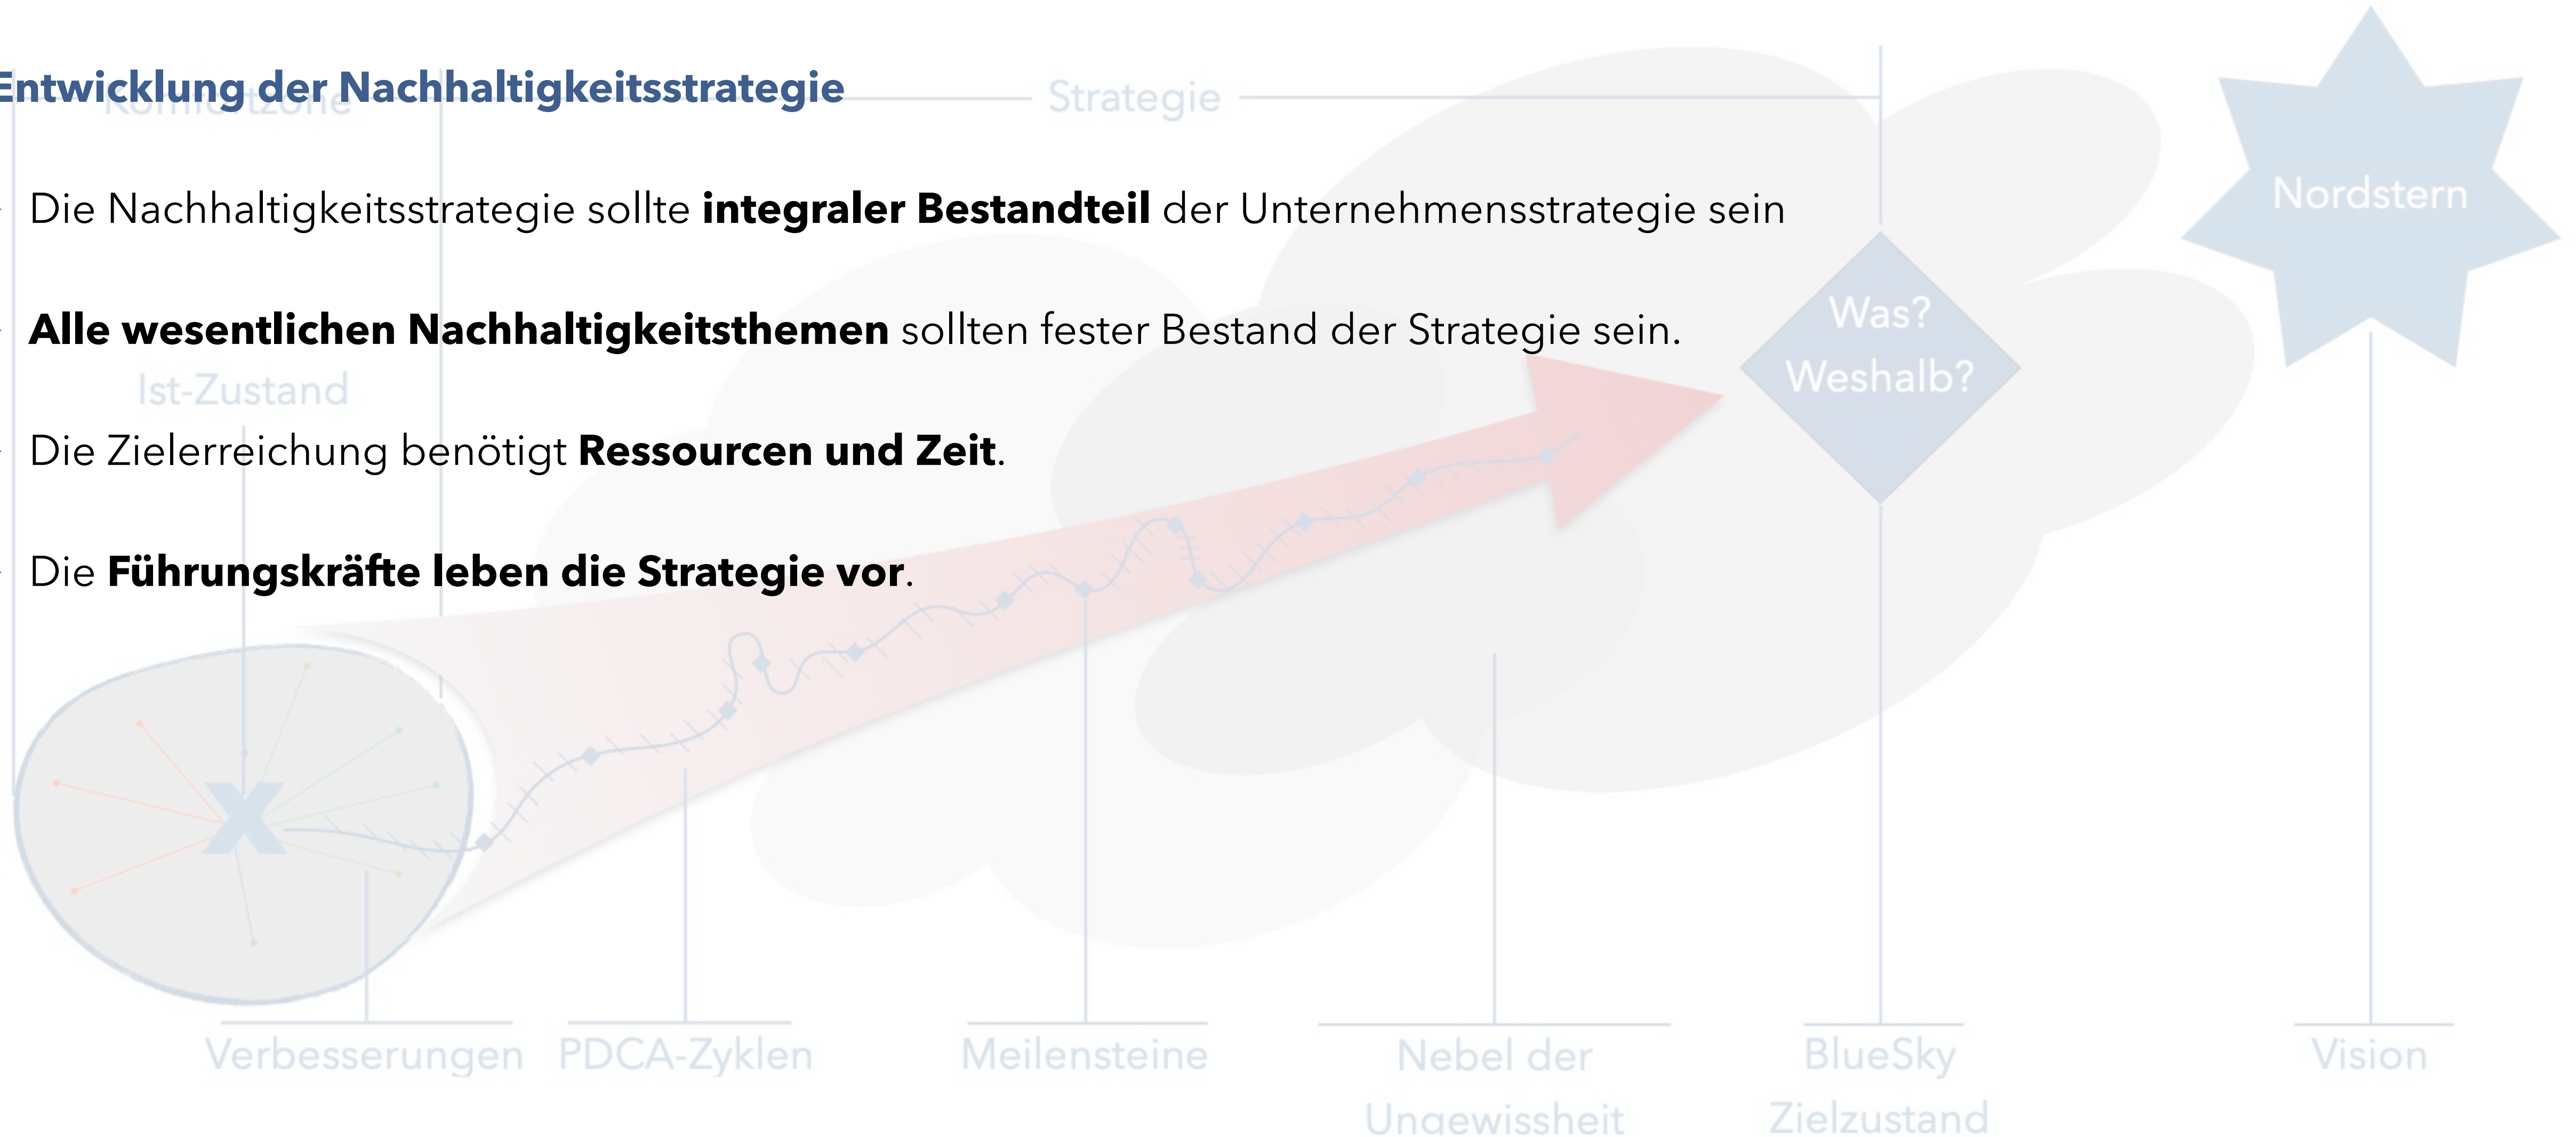 Entwicklung der Nachhaltigkeitsstrategie
Komfortzone
Strategie
Nordstern
Die Nachhaltigkeitsstrategie sollte integraler Bestandteil der Unternehmensstrategie sein
Was?
Weshalb?
Alle wesentlichen Nachhaltigkeitsthemen sollten fester Bestand der Strategie sein.
Ist-Zustand
Die Zielerreichung benötigt Ressourcen und Zeit.
Die Führungskräfte leben die Strategie vor.
X
Verbesserungen
PDCA-Zyklen
Meilensteine
Nebel der
Ungewissheit
BlueSky
Zielzustand
Vision